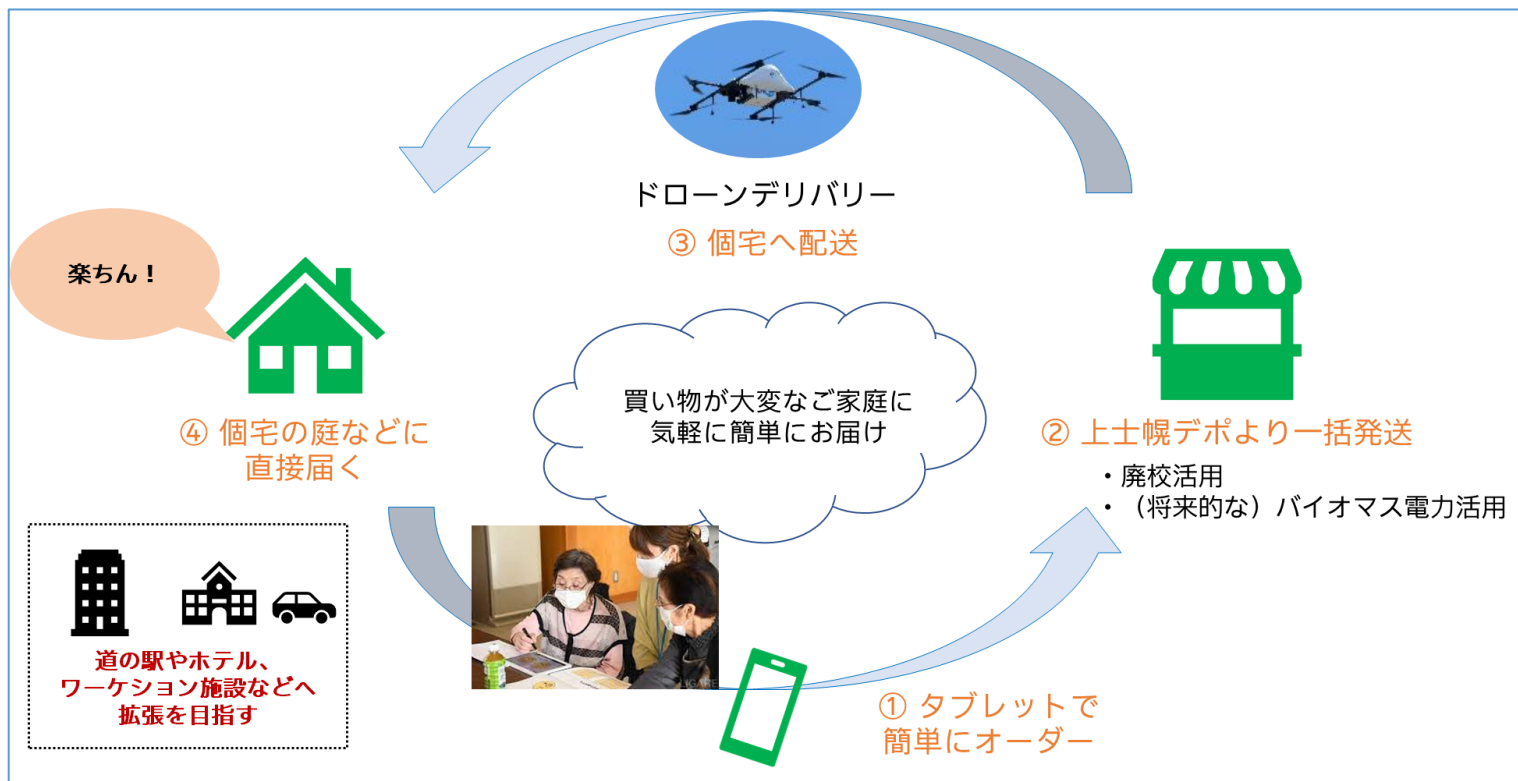 ドローンデリバリー
③ 個宅へ配送
楽ちん！
買い物が大変なご家庭に
気軽に簡単にお届け
④ 個宅の庭などに
直接届く
② 上士幌デポより一括発送
・廃校活用
・（将来的な）バイオマス電力活用
道の駅やホテル、
ワーケション施設などへ
拡張を目指す
① タブレットで
簡単にオーダー